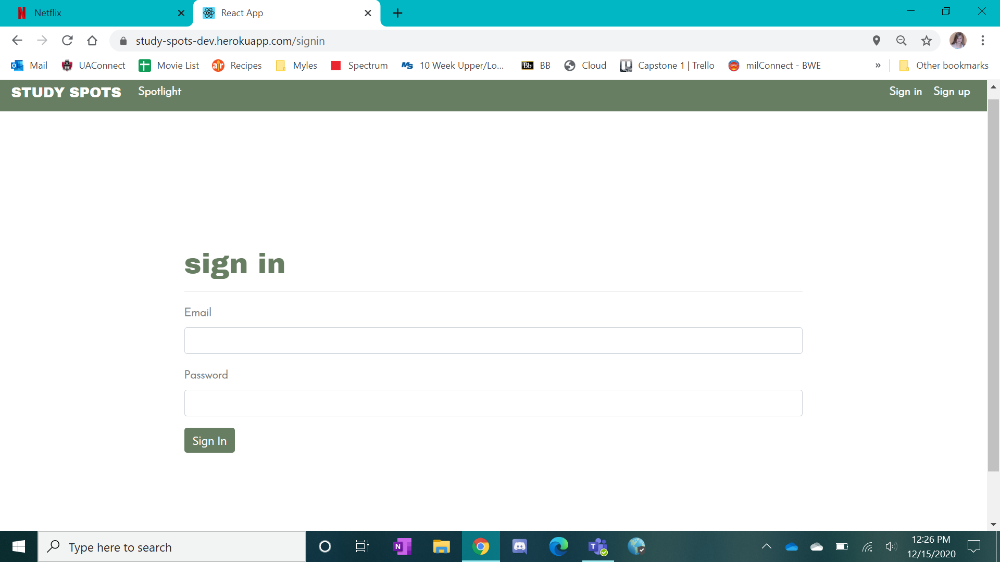 Netflix
React App
study-spots-dev.herokuapp.com/signin
Mail UAConnect Movie List Recipes Myles Spectrum 10 Week Upper/Lo... BB Cloud Capstone 1 | Trello milConnect - BWE » Other bookmarks
STUDY SPOTS Spotlight Sign in Sign up
sign in
Email
Password
Sign In
Type here to search
12:26 PM
12/15/2020